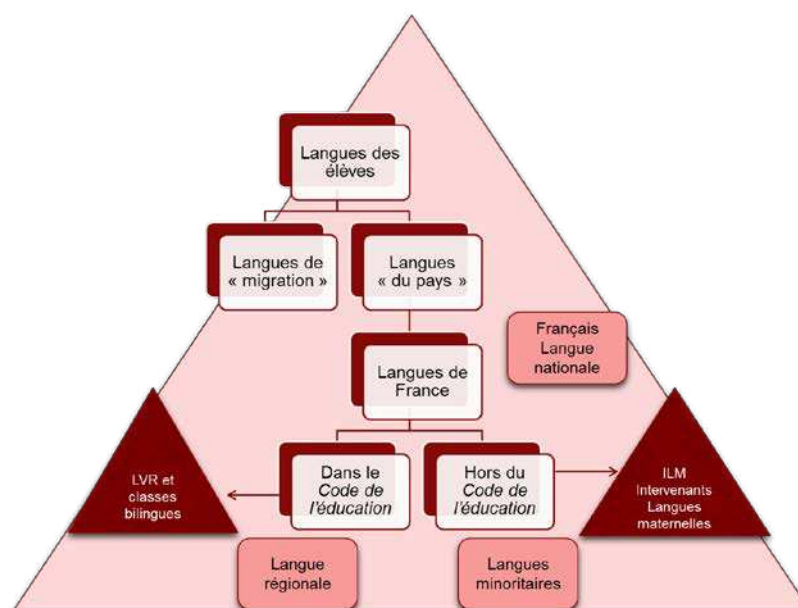 Langues des
élèves
Langues de
« migration »
Langues
« du pays »
Français
Langue
nationale
Langues de
France
LVR et
classes
bilingues
Dans le
Code de
l'éducation
Hors du
Code de
l'éducation
ILM
Intervenants
Langues
maternelles
Langue
régionale
Langues
minoritaires